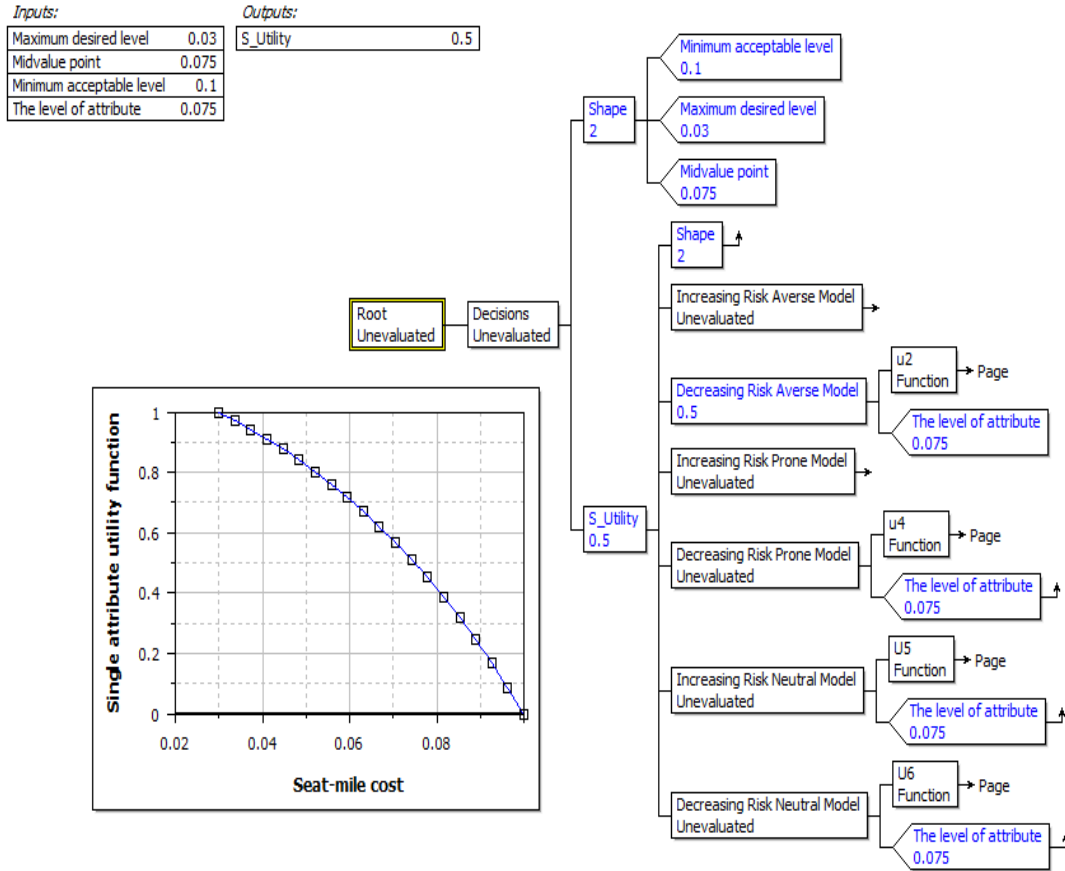 Inputs:
Maximum desired level 0.03
Midvalue point 0.075
Minimum acceptable level 0.1
The level of attribute 0.075
Outputs:
S_Utility 0.5
Minimum acceptable level
0.1
Shape
2
Maximum desired level
0.03
Midvalue point
0.075
Shape
2
Root
Unevaluated
Decisions
Unevaluated
Increasing Risk Averse Model
Unevaluated
Decreasing Risk Averse Model
0.5
u2
Function
Page
The level of attribute
0.075
Increasing Risk Prone Model
Unevaluated
S_Utility
0.5
Decreasing Risk Prone Model
Unevaluated
u4
Function
Page
The level of attribute
0.075
Increasing Risk Neutral Model
Unevaluated
U5
Function
Page
The level of attribute
0.075
Decreasing Risk Neutral Model
Unevaluated
U6
Function
Page
The level of attribute
0.075
Single attribute utility function
1
0.8
0.6
0.4
0.2
0
0.02 0.04 0.06 0.08
Seat-mile cost